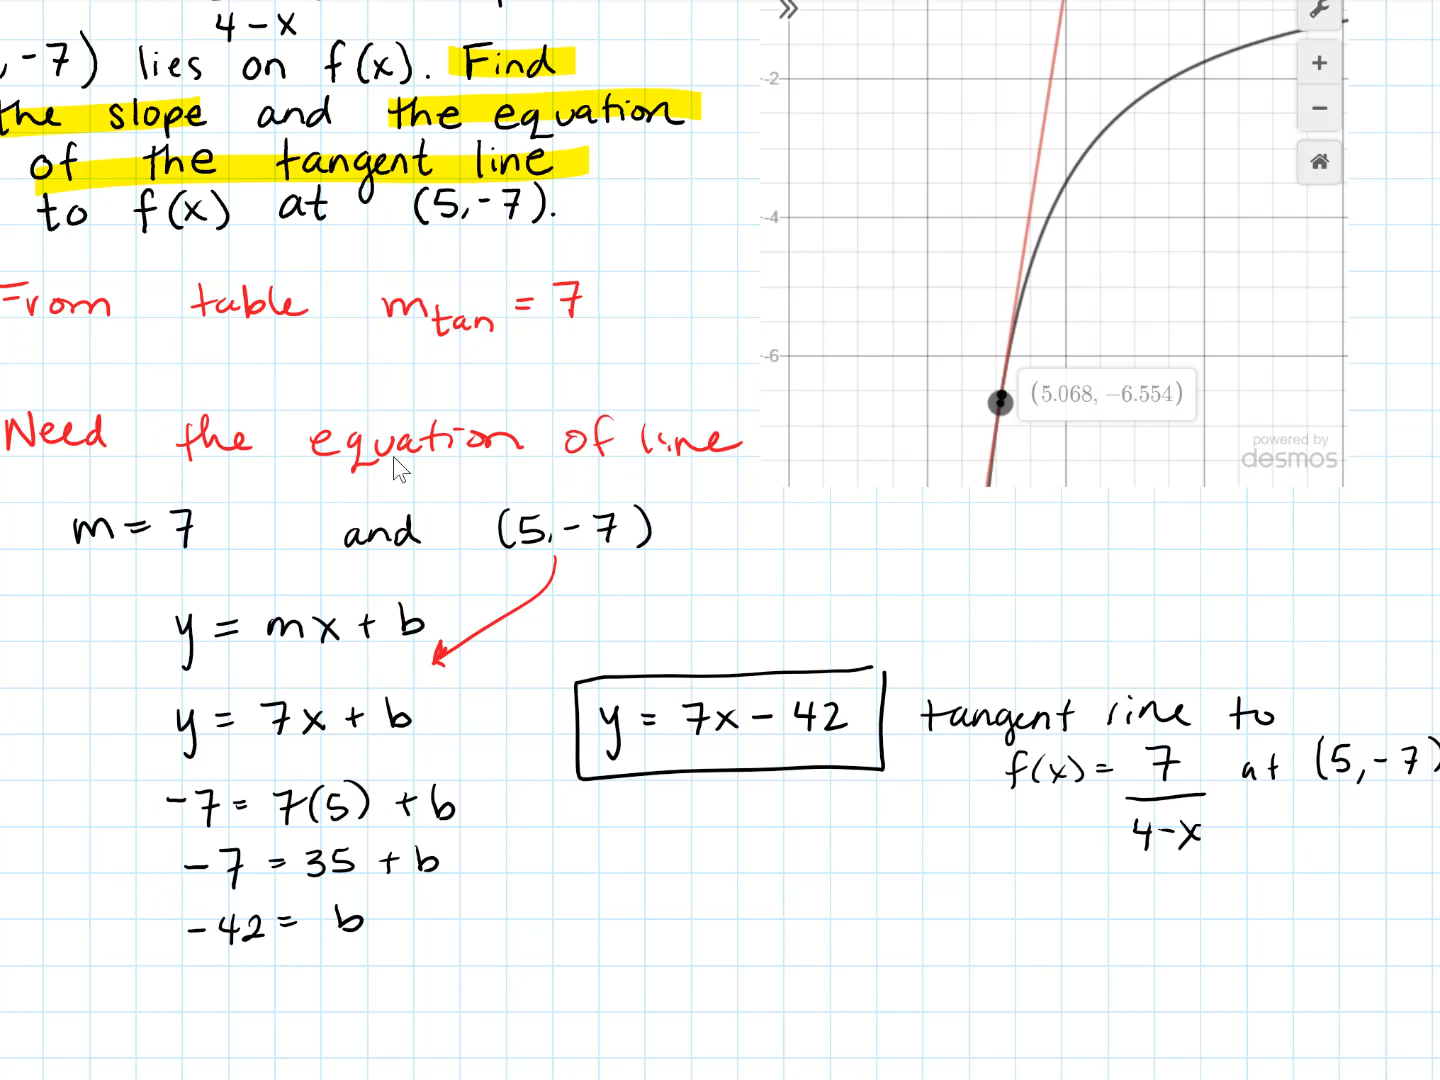 4 - x
, -7) lies on f(x). Find
the slope and the equation
of the tangent line
to f(x) at (5, -7).
From table m_tan = 7
Need the equation of line
m = 7 and (5, -7)
y = mx + b
y = 7x + b
-7 = 7(5) + b
-7 = 35 + b
-42 = b
y = 7x - 42
tangent line to
f(x) = 7 at (5, -7)
4 - x
-2
-4
-6
(5.068, −6.554)
+
−
powered by
desmos